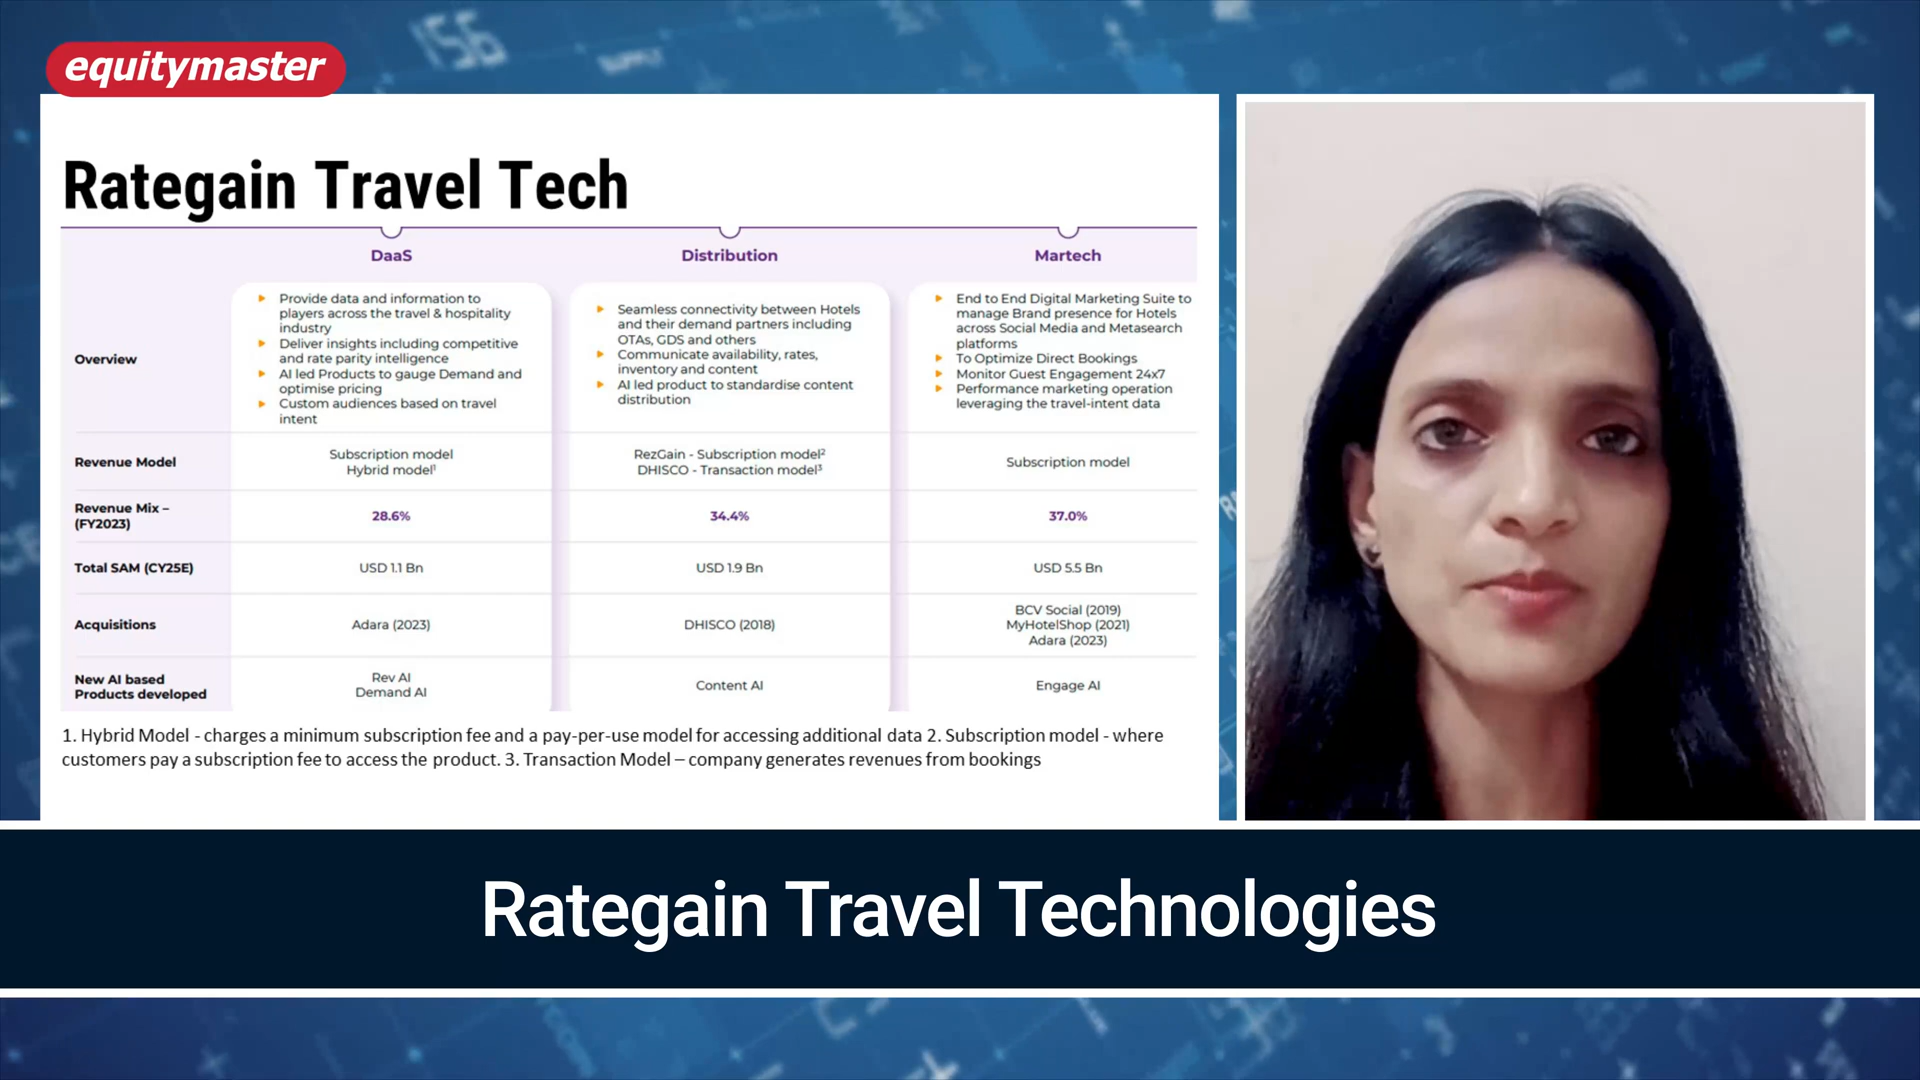 equitymaster
Rategain Travel Tech
DaaS
Distribution
Martech
Overview
Provide data and information to
players across the travel & hospitality
industry
Deliver insights including competitive
and rate parity intelligence
AI led Products to gauge Demand and
optimise pricing
Custom audiences based on travel
intent
Seamless connectivity between Hotels
and their demand partners including
OTAs, GDS and others
Communicate availability, rates,
inventory and content
AI led product to standardise content
distribution
End to End Digital Marketing Suite to
manage Brand presence for Hotels
across Social Media and Metasearch
platforms
To Optimize Direct Bookings
Monitor Guest Engagement 24x7
Performance marketing operation
leveraging the travel-intent data
Revenue Model
Subscription model
Hybrid model¹
RezGain - Subscription model²
DHISCO - Transaction model³
Subscription model
Revenue Mix –
(FY2023)
28.6%
34.4%
37.0%
Total SAM (CY25E)
USD 1.1 Bn
USD 1.9 Bn
USD 5.5 Bn
Acquisitions
Adara (2023)
DHISCO (2018)
BCV Social (2019)
MyHotelShop (2021)
Adara (2023)
New AI based
Products developed
Rev AI
Demand AI
Content AI
Engage AI
1. Hybrid Model - charges a minimum subscription fee and a pay-per-use model for accessing additional data 2. Subscription model - where
customers pay a subscription fee to access the product. 3. Transaction Model – company generates revenues from bookings
Rategain Travel Technologies